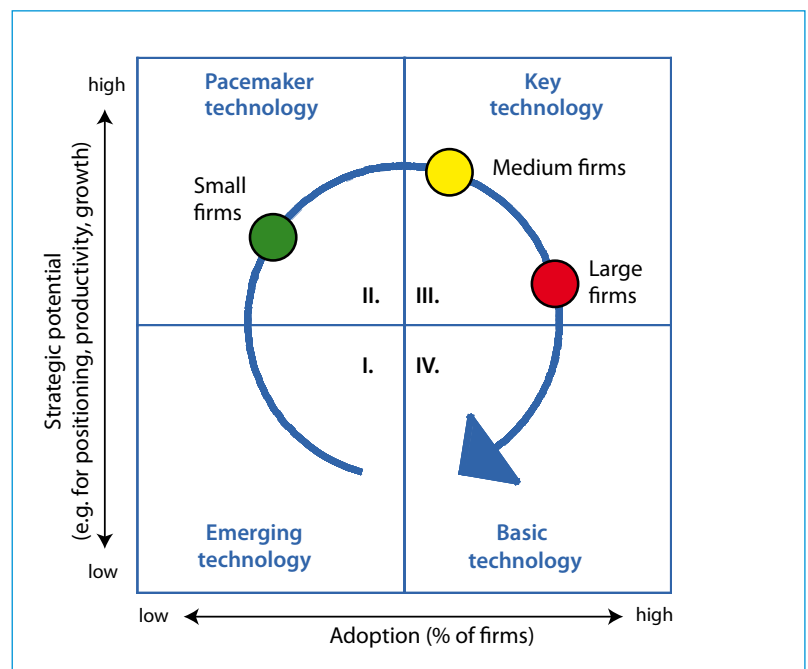 high
Pacemaker
technology
Key
technology
Small
firms
Medium firms
Large
firms
II.
III.
I.
IV.
Strategic potential
(e.g. for positioning, productivity, growth)
Emerging
technology
Basic
technology
low
low
high
Adoption (% of firms)